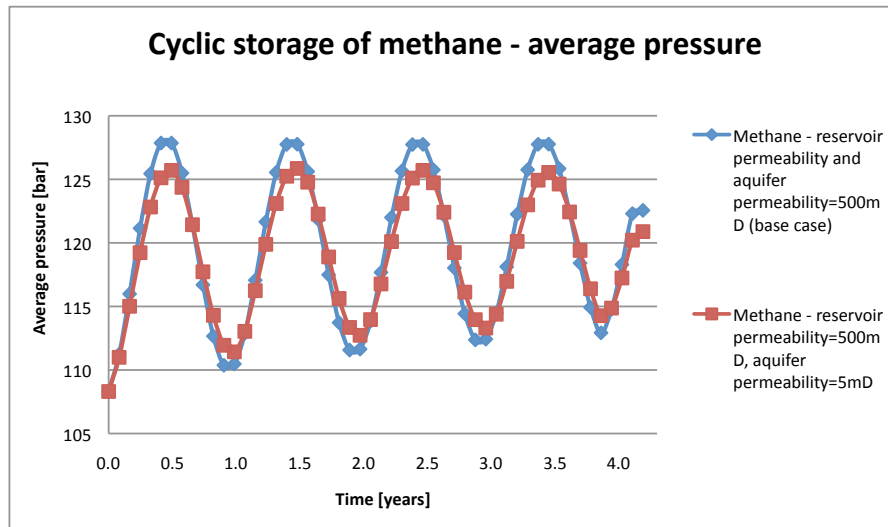 Cyclic storage of methane - average pressure
Average pressure [bar]
130
125
120
115
110
105
0.0 0.5 1.0 1.5 2.0 2.5 3.0 3.5 4.0
Time [years]
Methane - reservoir
permeability and
aquifer
permeability=500m
D (base case)
Methane - reservoir
permeability=500m
D, aquifer
permeability=5mD